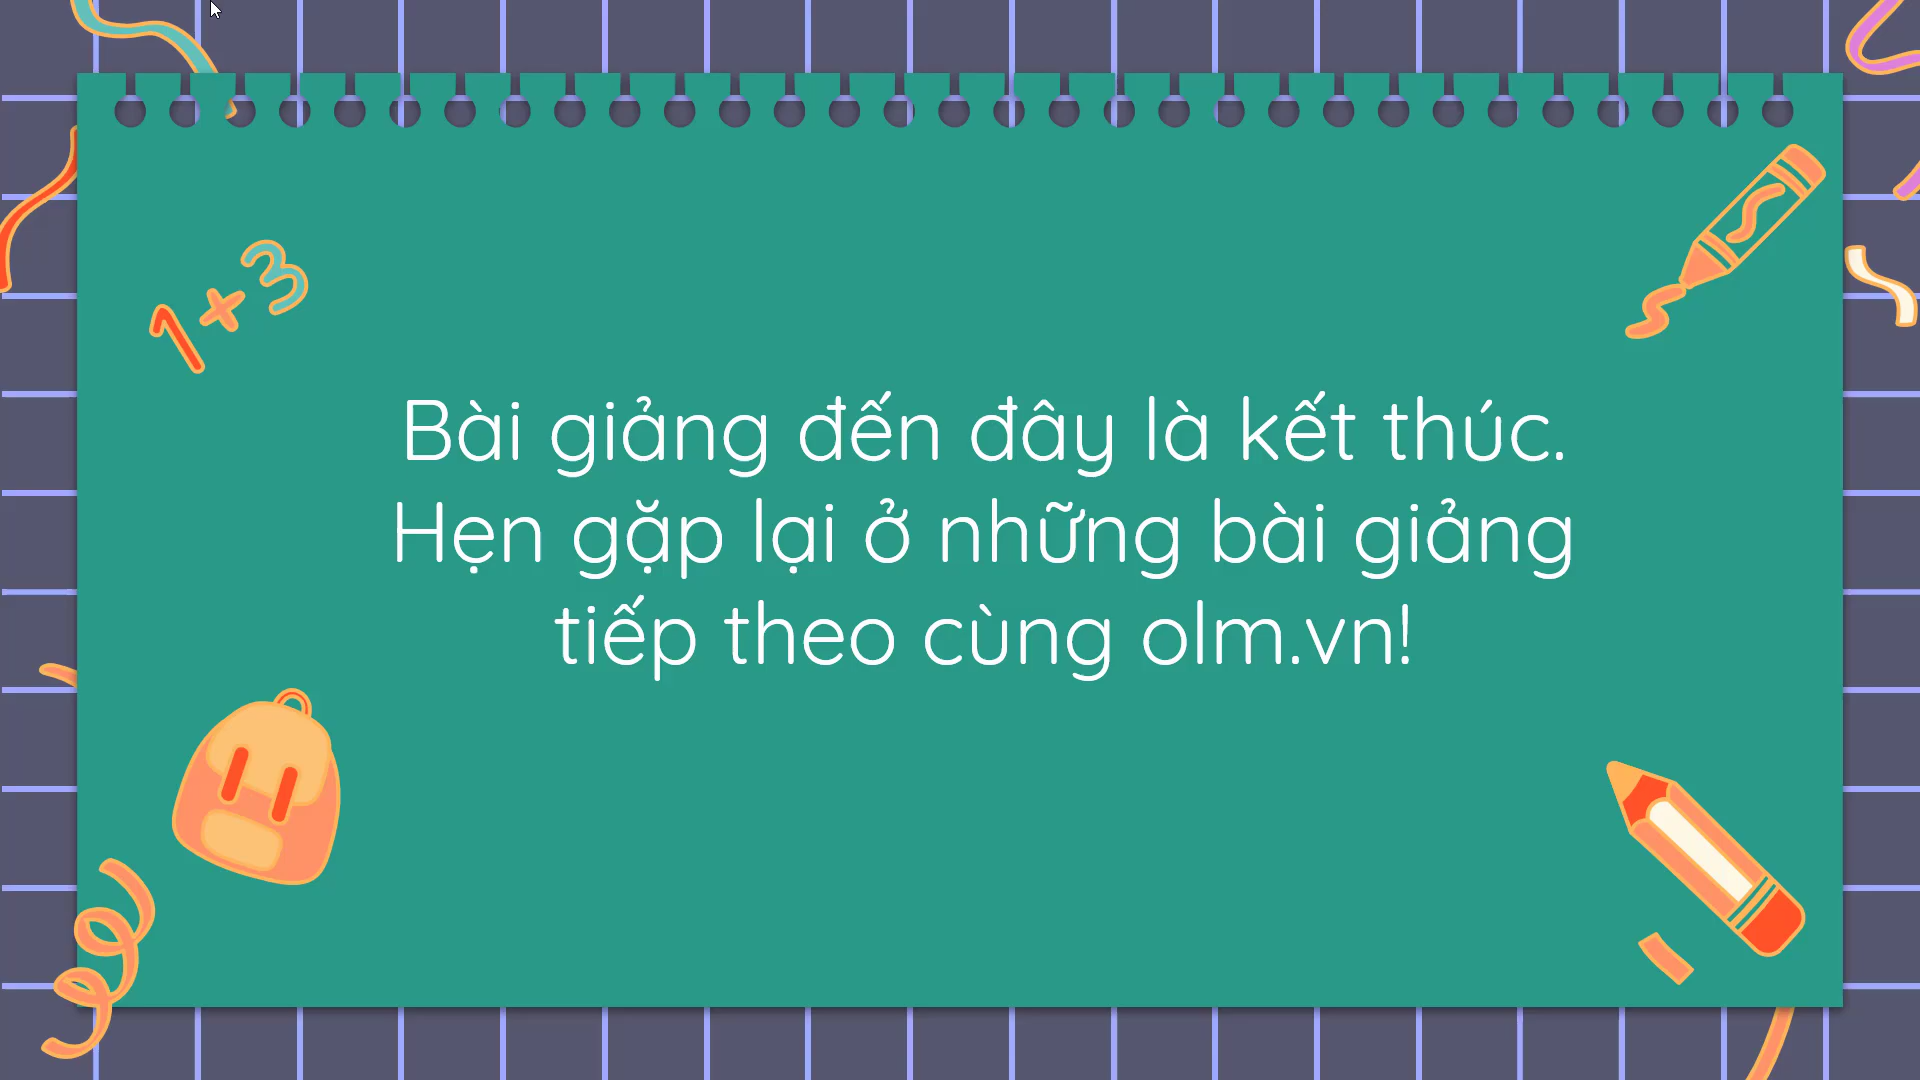 1+3
Bài giảng đến đây là kết thúc.
Hẹn gặp lại ở những bài giảng
tiếp theo cùng olm.vn!